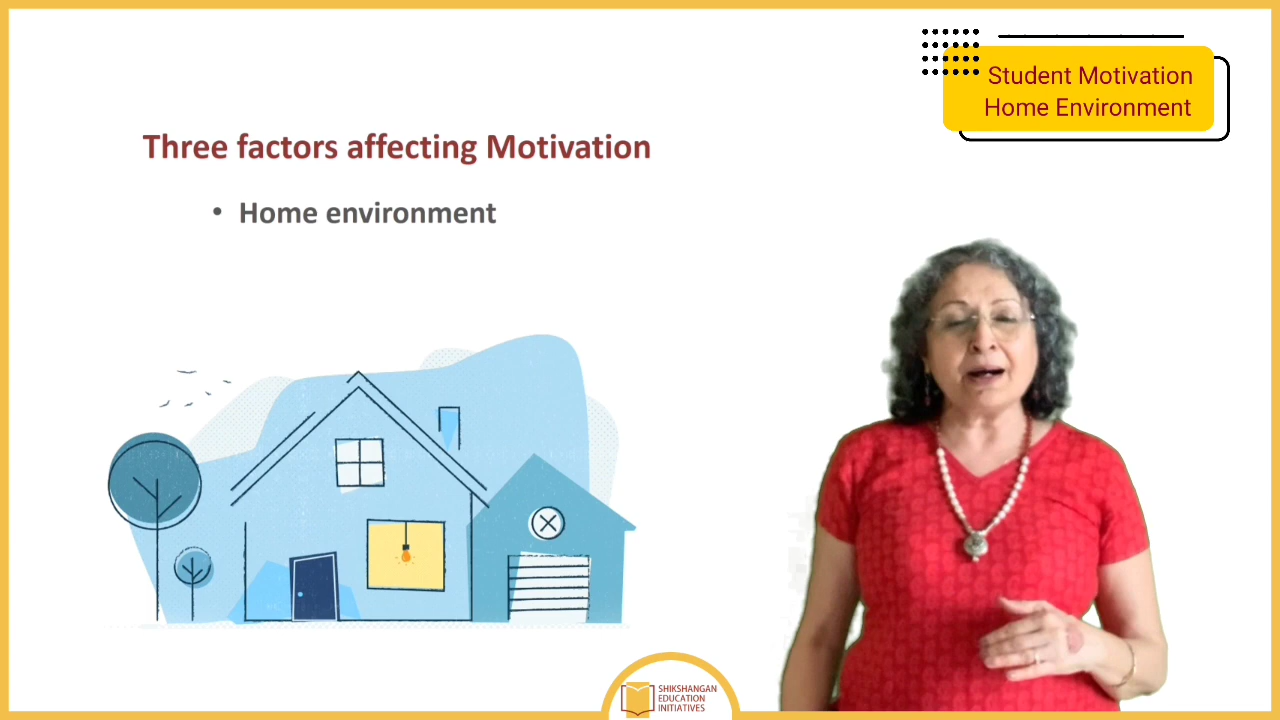 Student Motivation
Home Environment
Three factors affecting Motivation
• Home environment
SHIKSHANGAN
EDUCATION
INITIATIVES